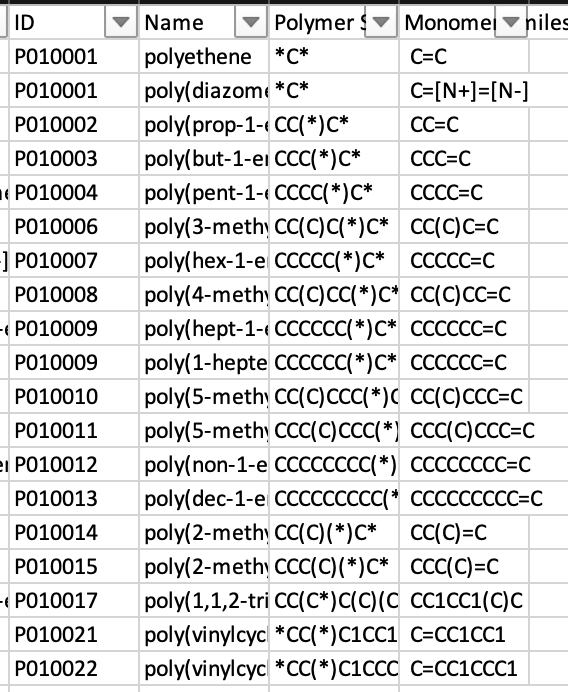 ID Name Polymer S Monomer miles
P010001 polyethene *C* C=C
P010001 poly(diazome *C* C=[N+]=[N-]
P010002 poly(prop-1-e CC(*)C* CC=C
P010003 poly(but-1-en CCC(*)C* CCC=C
P010004 poly(pent-1-e CCCC(*)C* CCCC=C
P010006 poly(3-methy CC(C)C(*)C* CC(C)C=C
-] P010007 poly(hex-1-e CCCCC(*)C* CCCCC=C
P010008 poly(4-methy CC(C)CC(*)C* CC(C)CC=C
P010009 poly(hept-1-e CCCCCC(*)C* CCCCCC=C
P010009 poly(1-hepte CCCCCC(*)C* CCCCCC=C
P010010 poly(5-methy CC(C)CCC(*)C CC(C)CCC=C
P010011 poly(5-methy CCC(C)CCC(*) CCC(C)CCC=C
P010012 poly(non-1-e CCCCCCCC(*) CCCCCCCC=C
P010013 poly(dec-1-e CCCCCCCCC(* CCCCCCCCC=C
P010014 poly(2-methy CC(C)(*)C* CC(C)=C
P010015 poly(2-methy CCC(C)(*)C* CCC(C)=C
P010017 poly(1,1,2-tri CC(C*)C(C)(C CC1CC1(C)C
P010021 poly(vinylcyc *CC(*)C1CC1 C=CC1CC1
P010022 poly(vinylcyc *CC(*)C1CCC C=CC1CCC1